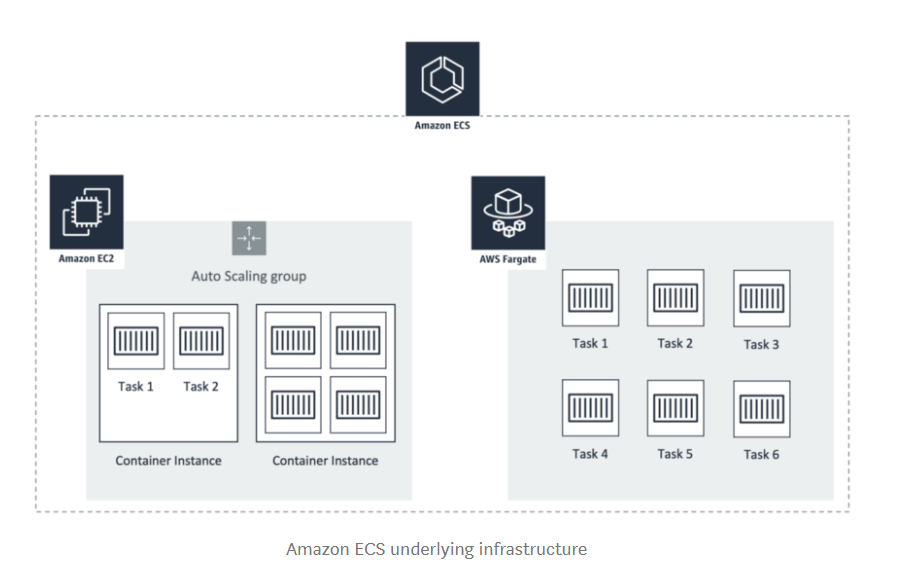 Amazon ECS
Amazon EC2
Auto Scaling group
Task 1
Task 2
Container Instance
Container Instance
AWS Fargate
Task 1
Task 2
Task 3
Task 4
Task 5
Task 6
Amazon ECS underlying infrastructure